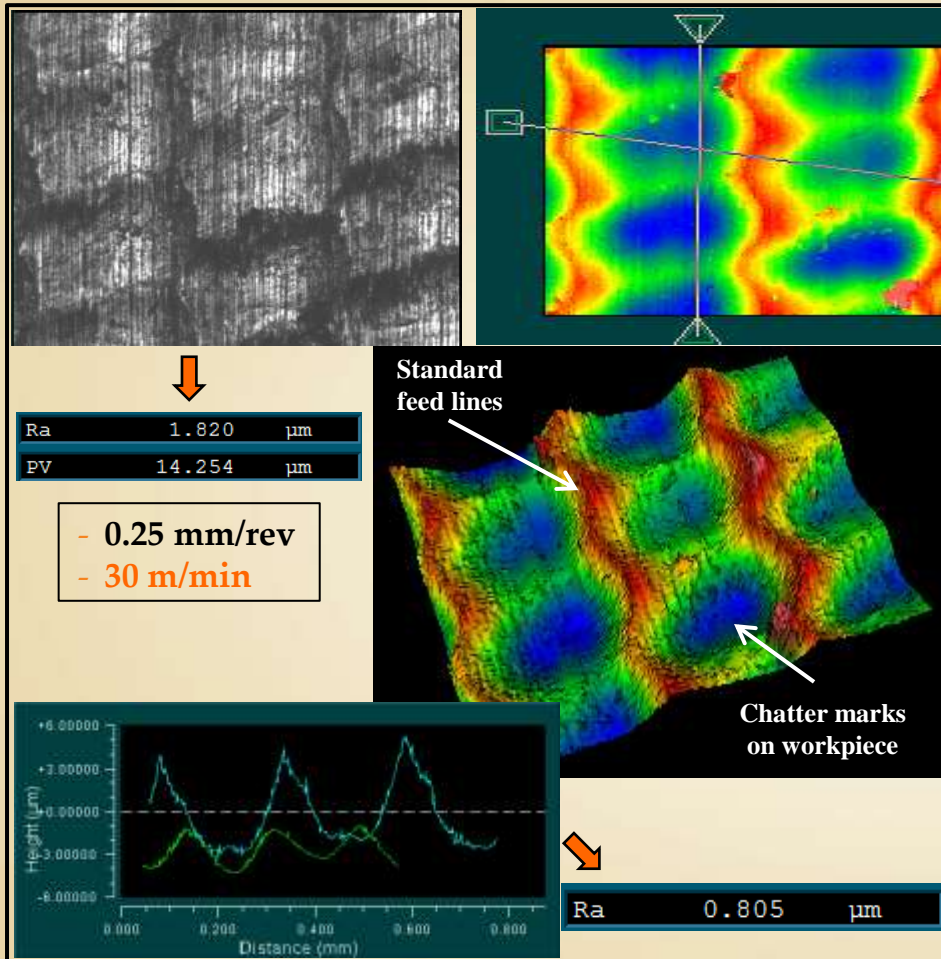 Ra 1.820 µm
PV 14.254 µm
- 0.25 mm/rev
- 30 m/min
Standard
feed lines
Chatter marks
on workpiece
+6.00000
+3.00000
+0.00000
-3.00000
-6.00000
Height (µm)
0.000 0.200 0.400 0.600 0.800
Distance (mm)
Ra 0.805 µm